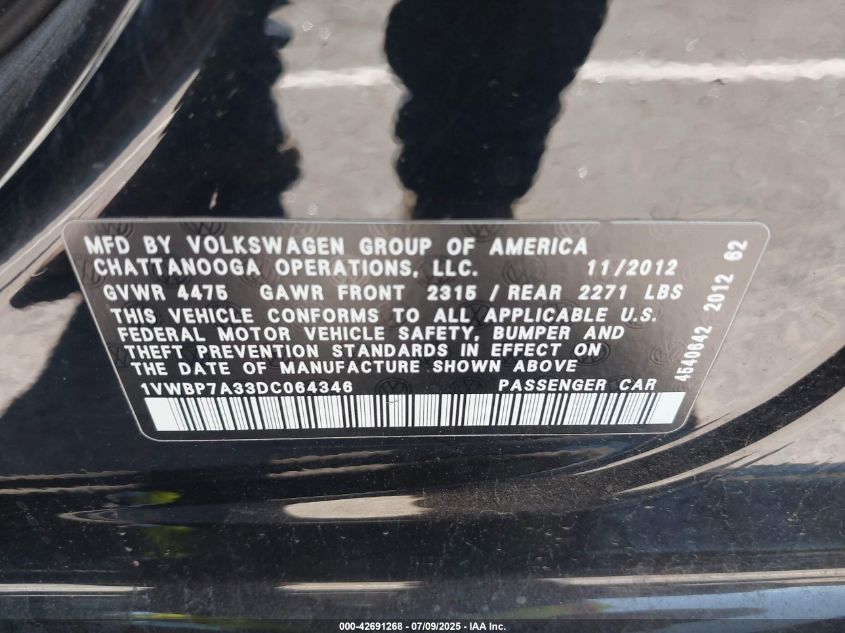 MFD BY VOLKSWAGEN GROUP OF AMERICA
CHATTANOOGA OPERATIONS, LLC. 11/2012
GVWR 4475 GAWR FRONT 2315 / REAR 2271 LBS
THIS VEHICLE CONFORMS TO ALL APPLICABLE U.S.
FEDERAL MOTOR VEHICLE SAFETY, BUMPER AND
THEFT PREVENTION STANDARDS IN EFFECT ON
THE DATE OF MANUFACTURE SHOWN ABOVE
1VWBP7A33DC064346 PASSENGER CAR
4540642 2012 62
000-42691268 - 07/09/2025 - IAA Inc.